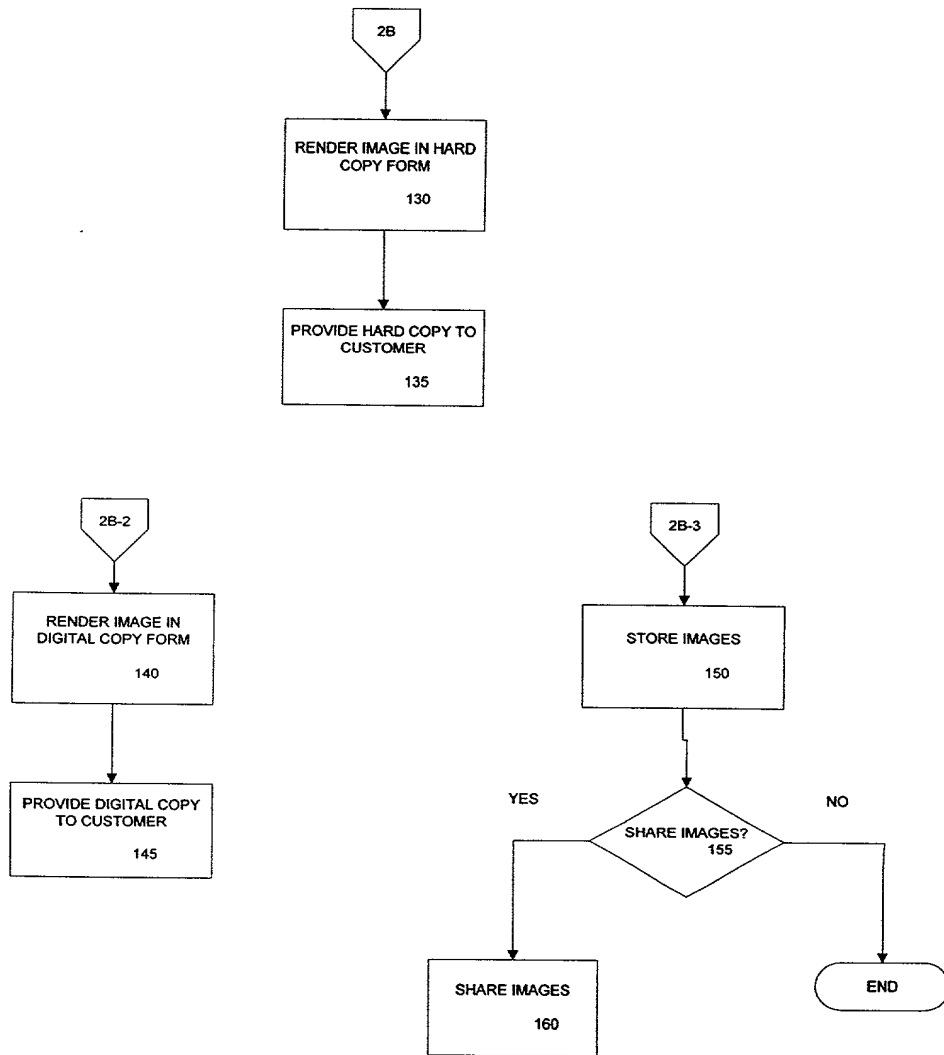 2B
RENDER IMAGE IN HARD
COPY FORM
130
PROVIDE HARD COPY TO
CUSTOMER
135
2B-2
RENDER IMAGE IN
DIGITAL COPY FORM
140
PROVIDE DIGITAL COPY
TO CUSTOMER
145
2B-3
STORE IMAGES
150
YES
NO
SHARE IMAGES?
155
SHARE IMAGES
160
END